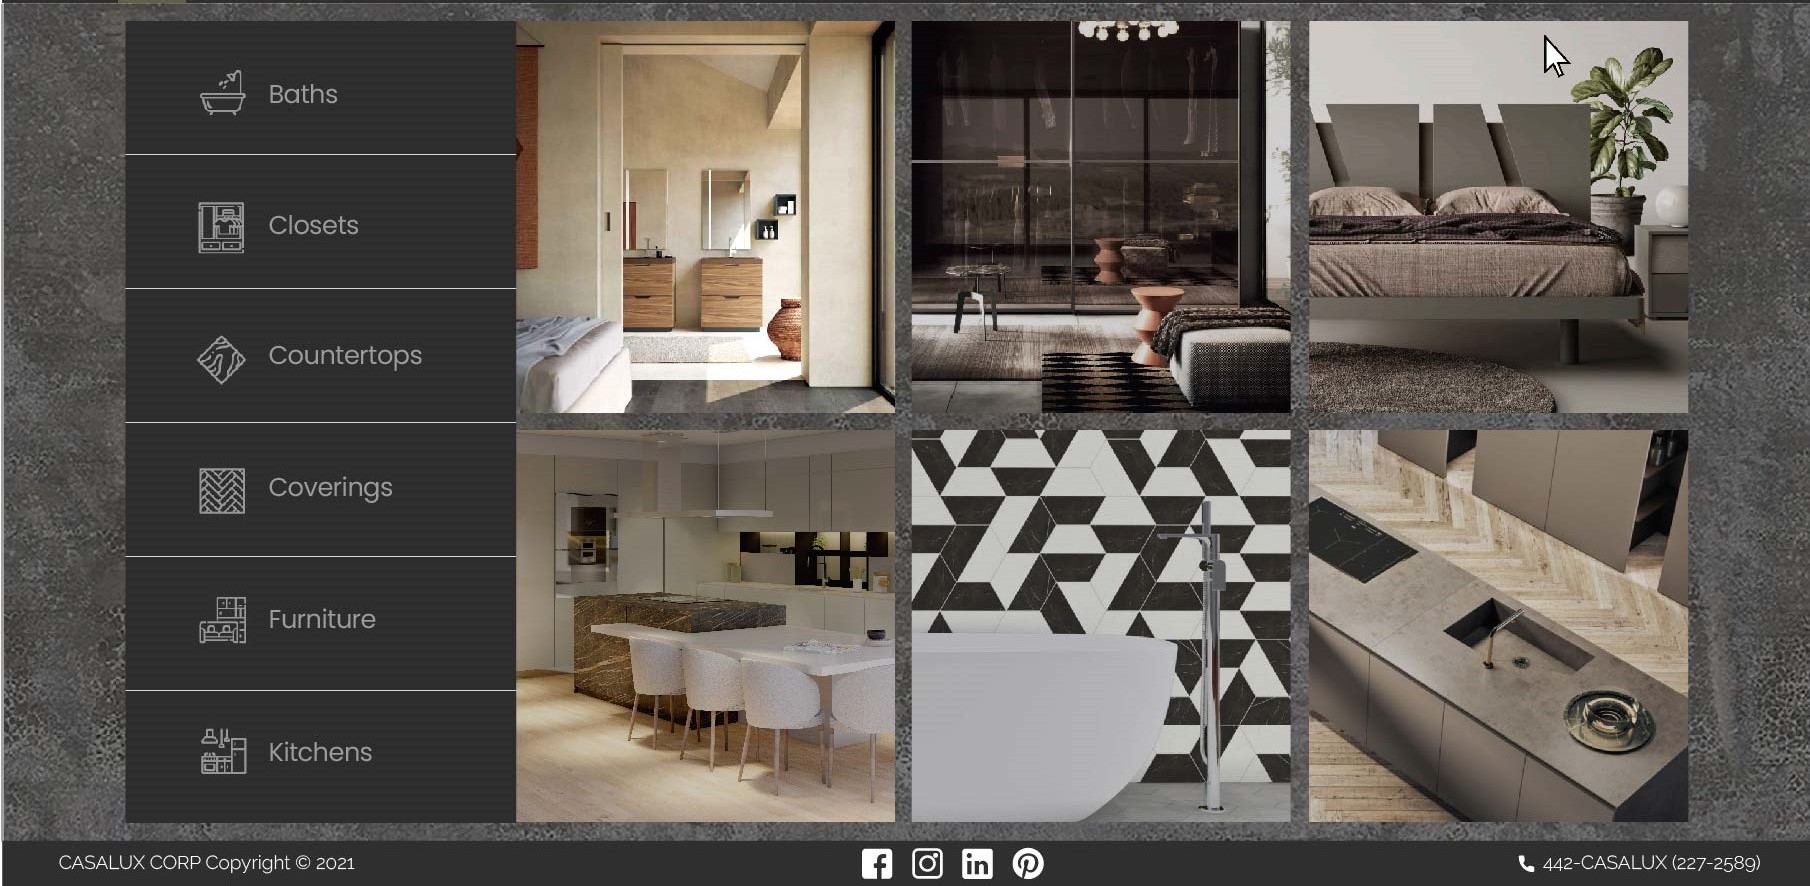 Baths
Closets
Countertops
Coverings
Furniture
Kitchens
CASALUX CORP Copyright © 2021
442-CASALUX (227-2589)